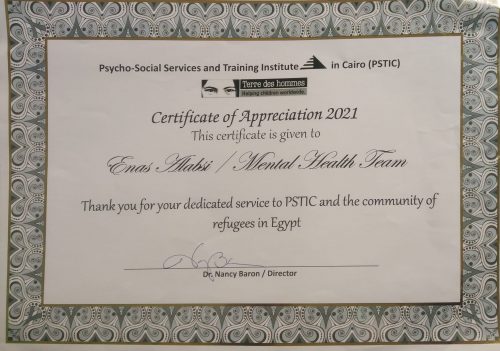 Psycho-Social Services and Training Institute in Cairo (PSTIC)
Terre des hommes
Helping children worldwide.
Certificate of Appreciation 2021
This certificate is given to
Enas Alabsi / Mental Health Team
Thank you for your dedicated service to PSTIC and the community of
refugees in Egypt
Dr. Nancy Baron / Director